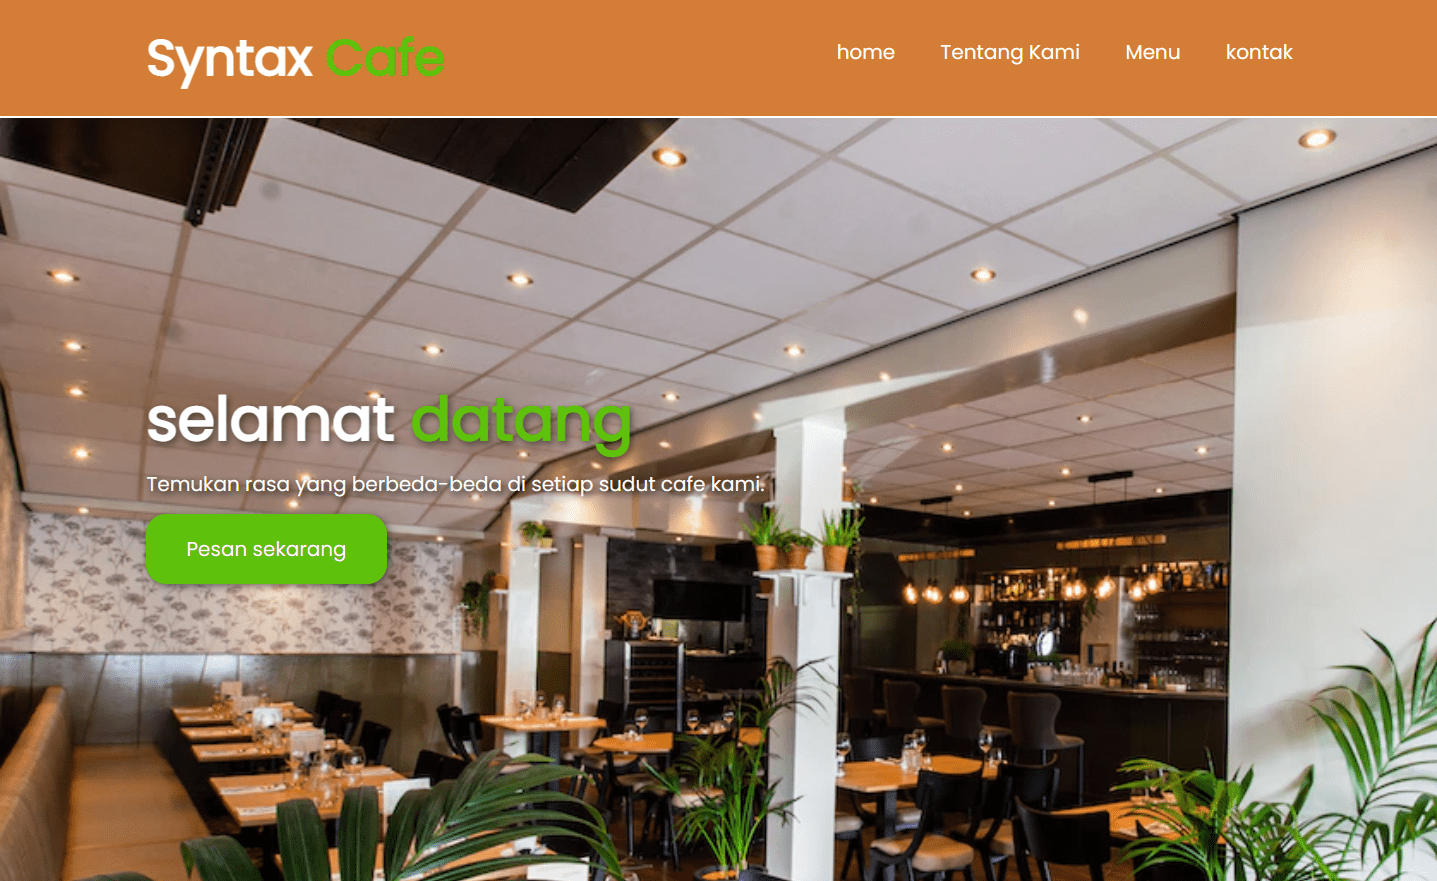 Syntax Cafe
home Tentang Kami Menu kontak
selamat datang
Temukan rasa yang berbeda-beda di setiap sudut cafe kami.
Pesan sekarang